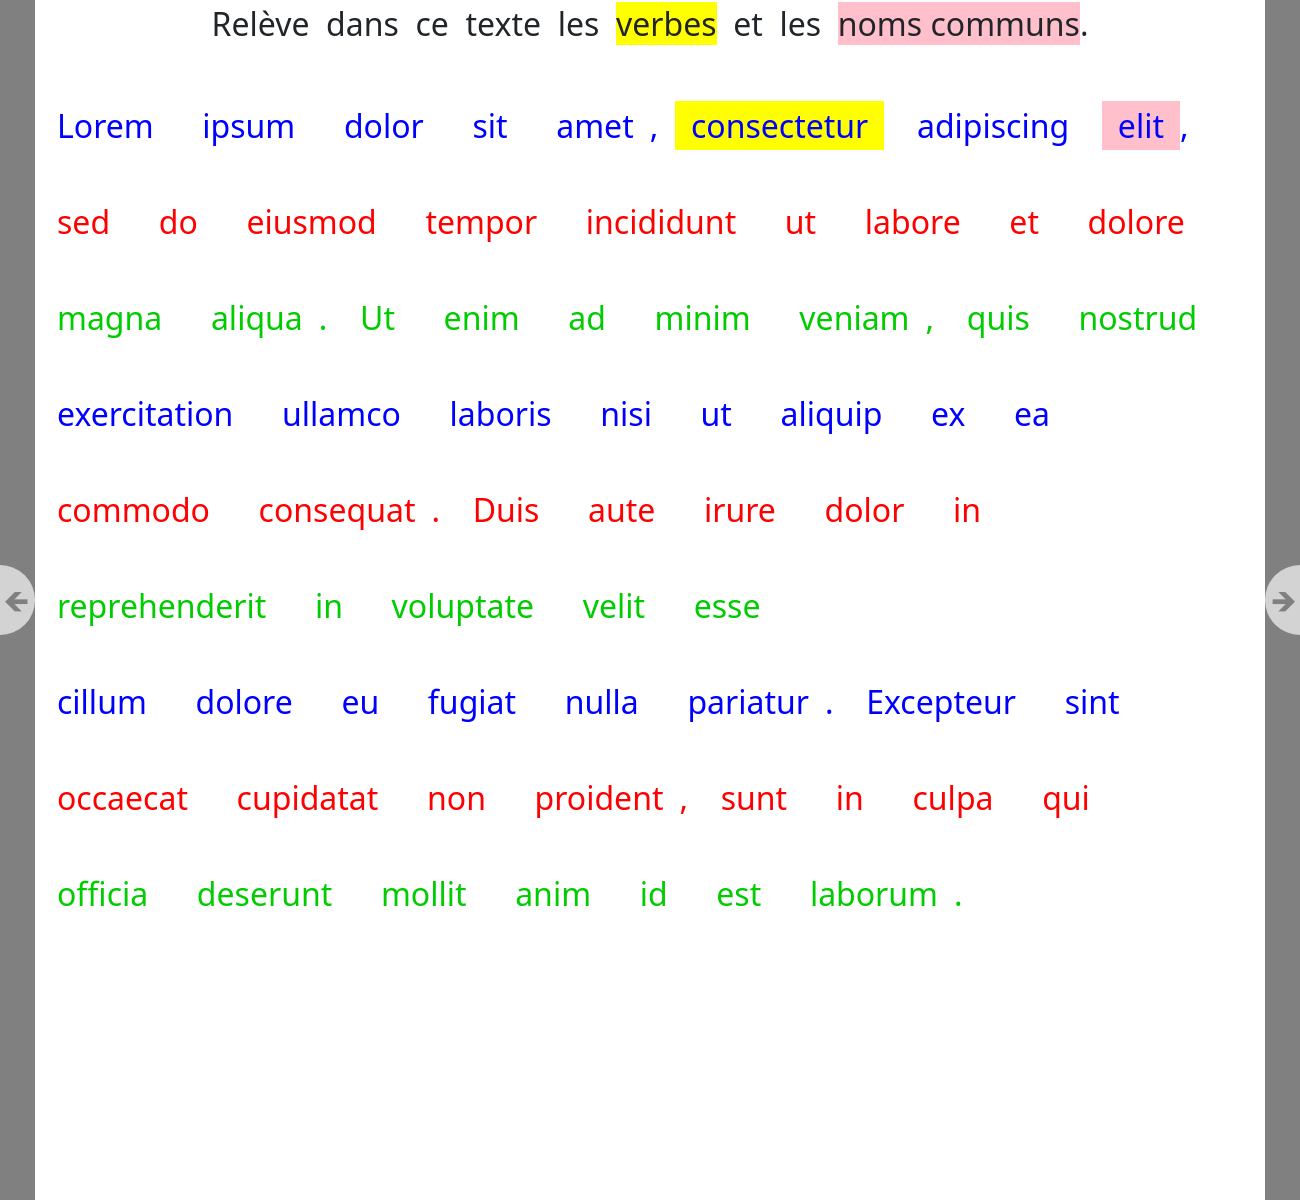 Relève dans ce texte les verbes et les noms communs.
Lorem ipsum dolor sit amet , consectetur adipiscing elit ,
sed do eiusmod tempor incididunt ut labore et dolore
magna aliqua . Ut enim ad minim veniam , quis nostrud
exercitation ullamco laboris nisi ut aliquip ex ea
commodo consequat . Duis aute irure dolor in
reprehenderit in voluptate velit esse
cillum dolore eu fugiat nulla pariatur . Excepteur sint
occaecat cupidatat non proident , sunt in culpa qui
officia deserunt mollit anim id est laborum .